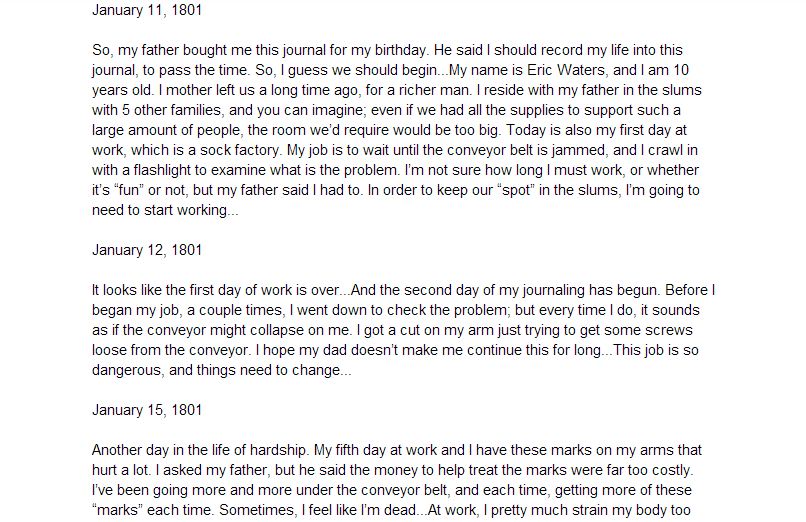 January 11, 1801
So, my father bought me this journal for my birthday. He said I should record my life into this
journal, to pass the time. So, I guess we should begin...My name is Eric Waters, and I am 10
years old. I mother left us a long time ago, for a richer man. I reside with my father in the slums
with 5 other families, and you can imagine; even if we had all the supplies to support such a
large amount of people, the room we'd require would be too big. Today is also my first day at
work, which is a sock factory. My job is to wait until the conveyor belt is jammed, and I crawl in
with a flashlight to examine what is the problem. I'm not sure how long I must work, or whether
it's “fun” or not, but my father said I had to. In order to keep our “spot” in the slums, I'm going to
need to start working...
January 12, 1801
It looks like the first day of work is over...And the second day of my journaling has begun. Before I
began my job, a couple times, I went down to check the problem; but every time I do, it sounds
as if the conveyor might collapse on me. I got a cut on my arm just trying to get some screws
loose from the conveyor. I hope my dad doesn't make me continue this for long...This job is so
dangerous, and things need to change...
January 15, 1801
Another day in the life of hardship. My fifth day at work and I have these marks on my arms that
hurt a lot. I asked my father, but he said the money to help treat the marks were far too costly.
I've been going more and more under the conveyor belt, and each time, getting more of these
“marks” each time. Sometimes, I feel like I'm dead...At work, I pretty much strain my body too